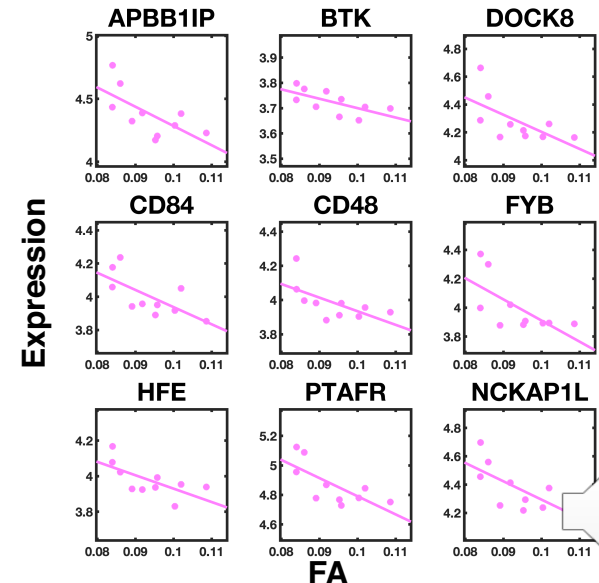 APBB1IP BTK DOCK8
5 4.5 4
3.9 3.8 3.7 3.6 3.5
4.8 4.6 4.4 4.2 4
0.08 0.09 0.1 0.11 0.08 0.09 0.1 0.11 0.08 0.09 0.1 0.11
CD84 CD48 FYB
4.4 4.2 4 3.8
4.4 4.2 4 3.8
4.4 4.2 4 3.8
0.08 0.09 0.1 0.11 0.08 0.09 0.1 0.11 0.08 0.09 0.1 0.11
Expression
HFE PTAFR NCKAP1L
4.2 4 3.8
5.2 5 4.8 4.6
4.8 4.6 4.4 4.2
0.08 0.09 0.1 0.11 0.08 0.09 0.1 0.11 0.08 0.09 0.1 0.11
FA